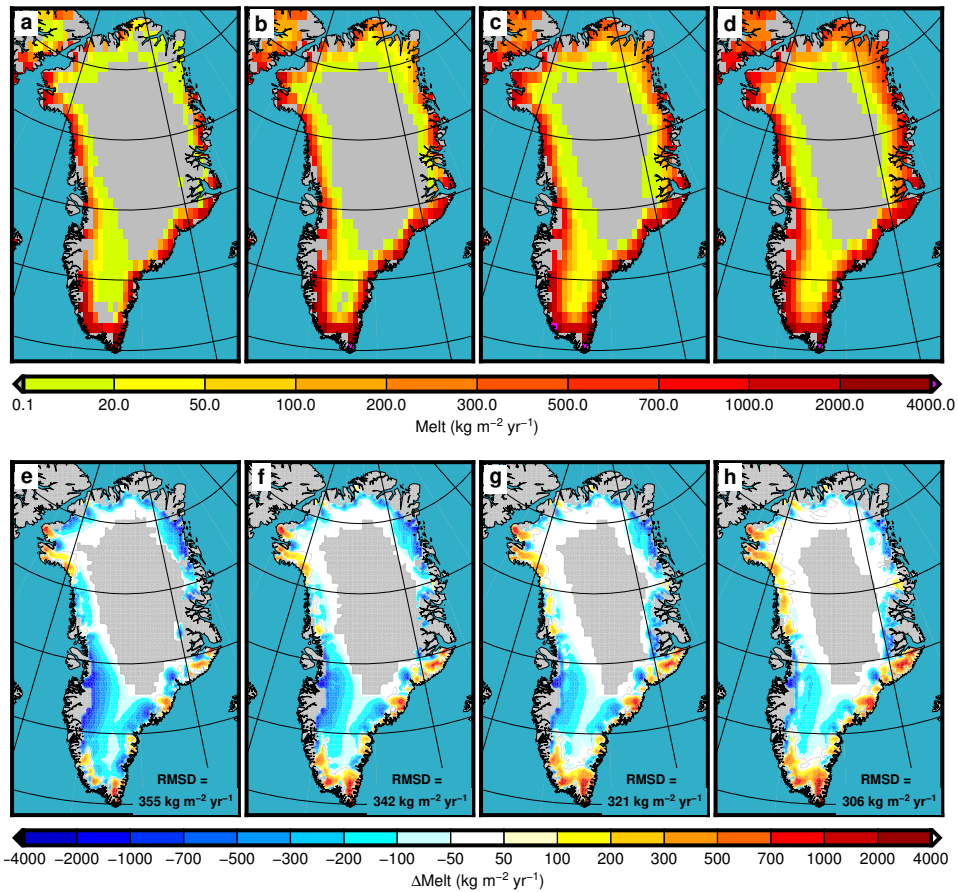 a b c d
0.1 20.0 50.0 100.0 200.0 300.0 500.0 700.0 1000.0 2000.0 4000.0
Melt (kg m⁻² yr⁻¹)
e f g h
RMSD = RMSD = RMSD = RMSD =
355 kg m⁻² yr⁻¹ 342 kg m⁻² yr⁻¹ 321 kg m⁻² yr⁻¹ 306 kg m⁻² yr⁻¹
−4000 −2000 −1000 −700 −500 −300 −200 −100 −50 50 100 200 300 500 700 1000 2000 4000
ΔMelt (kg m⁻² yr⁻¹)